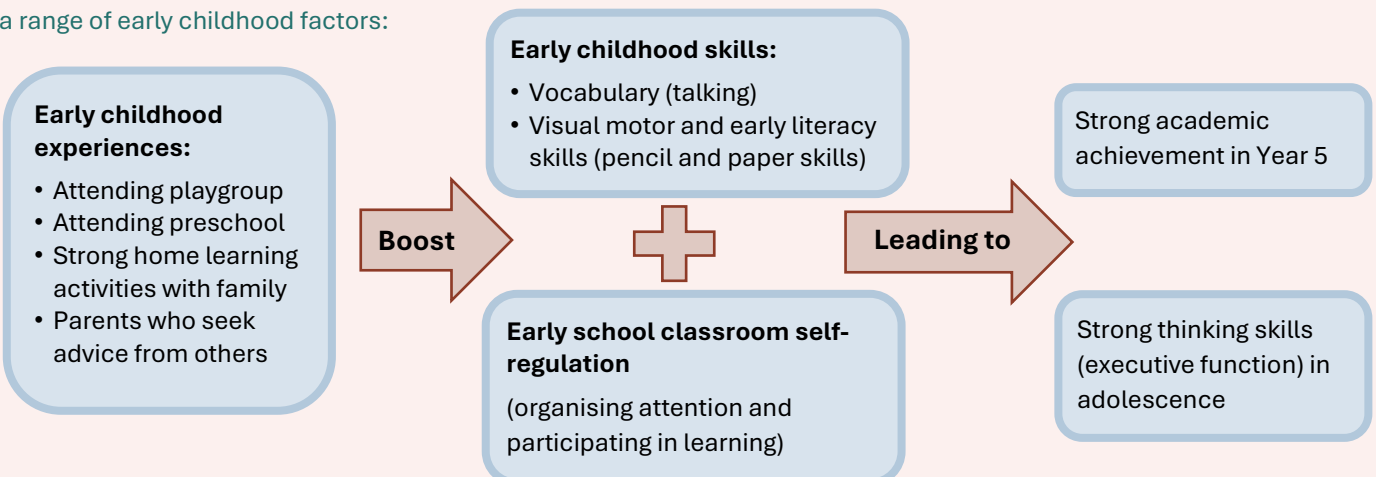 a range of early childhood factors:
Early childhood
experiences:
• Attending playgroup
• Attending preschool
• Strong home learning
activities with family
• Parents who seek
advice from others
Boost
Early childhood skills:
• Vocabulary (talking)
• Visual motor and early literacy
skills (pencil and paper skills)
Early school classroom self-
regulation
(organising attention and
participating in learning)
Leading to
Strong academic
achievement in Year 5
Strong thinking skills
(executive function) in
adolescence